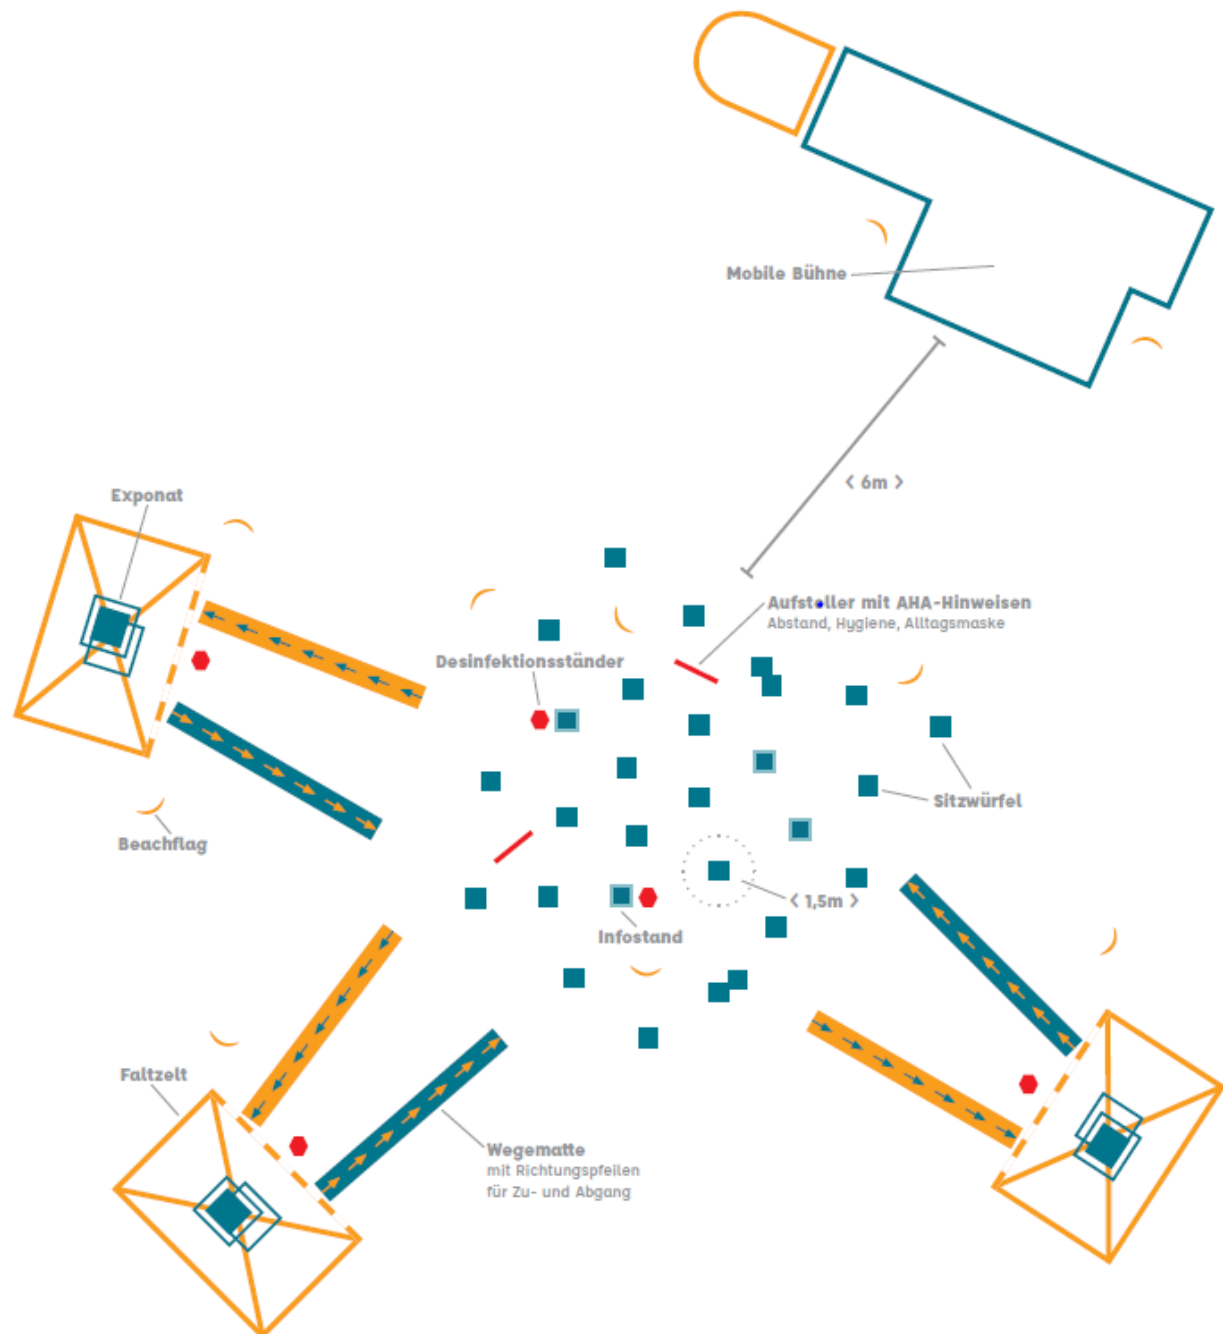 Mobile Bühne
< 6m >
Exponat
Aufsteller mit AHA-Hinweisen
Abstand, Hygiene, Alltagsmaske
Desinfektionsständer
Sitzwürfel
Beachflag
< 1,5m >
Infostand
Faltzelt
Wegematte
mit Richtungspfeilen
für Zu- und Abgang